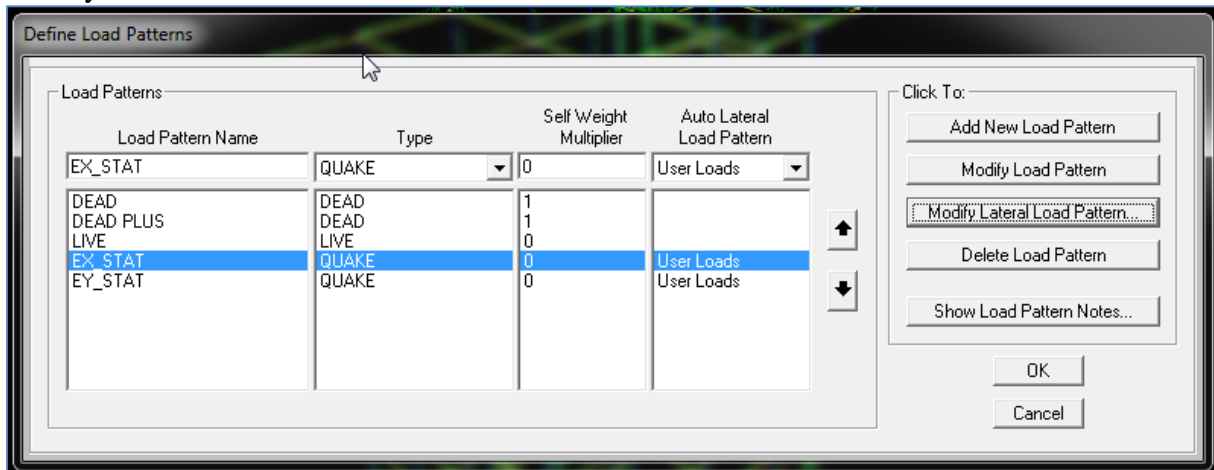 Define Load Patterns
Load Patterns
Load Pattern Name Type Self Weight Multiplier Auto Lateral Load Pattern
EX_STAT QUAKE 0 User Loads
DEAD DEAD 1
DEAD PLUS DEAD 1
LIVE LIVE 0
EX_STAT QUAKE 0 User Loads
EY_STAT QUAKE 0 User Loads
Click To:
Add New Load Pattern
Modify Load Pattern
Modify Lateral Load Pattern...
Delete Load Pattern
Show Load Pattern Notes...
OK
Cancel